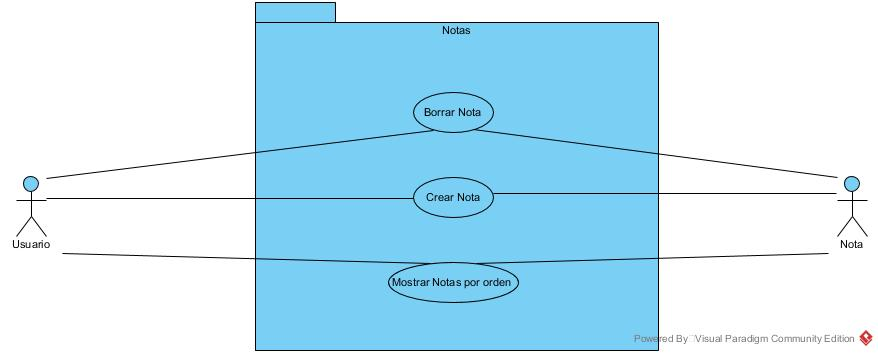 Notas
Borrar Nota
Crear Nota
Usuario
Nota
Mostrar Notas por orden
Powered By Visual Paradigm Community Edition